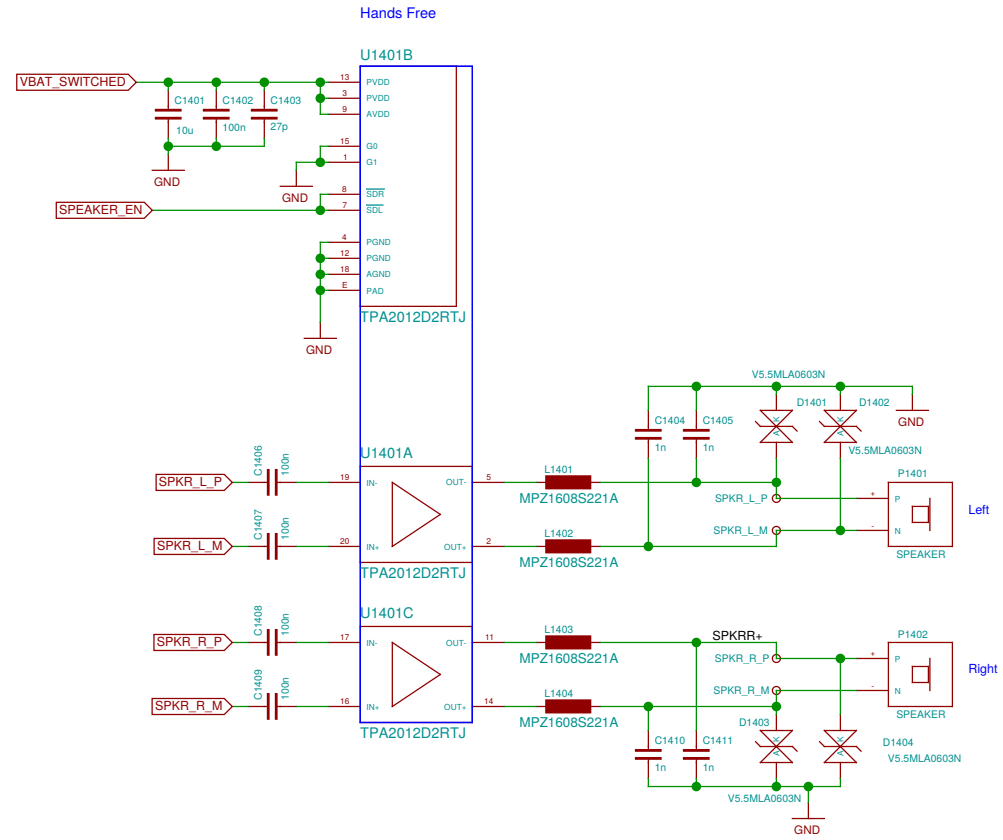 Hands Free
U1401B
VBAT_SWITCHED
13 PVDD
3 PVDD
9 AVDD
C1401 C1402 C1403
10u 100n 27p
15 G0
1 G1
GND
GND
8 SDR
SPEAKER_EN 7 SDL
4 PGND
12 PGND
18 AGND
E PAD
TPA2012D2RTJ
GND
V5.5MLA0603N
D1401 D1402
C1404 C1405
1n 1n
A K A K
GND
V5.5MLA0603N
U1401A
C1406 100n
SPKR_L_P 19 IN- OUT- 5 L1401
MPZ1608S221A
SPKR_L_P + P P1401
Left
C1407 100n
SPKR_L_M 20 IN+ OUT+ 2 L1402
MPZ1608S221A
SPKR_L_M - N
SPEAKER
TPA2012D2RTJ
U1401C
C1408 100n
SPKR_R_P 17 IN- OUT- 11 L1403
MPZ1608S221A
SPKRR+
SPKR_R_P + P P1402
Right
C1409 100n
SPKR_R_M 16 IN+ OUT+ 14 L1404
MPZ1608S221A
SPKR_R_M - N
SPEAKER
TPA2012D2RTJ
C1410 C1411
1n 1n
D1403 D1404
A K A K
V5.5MLA0603N
V5.5MLA0603N
GND